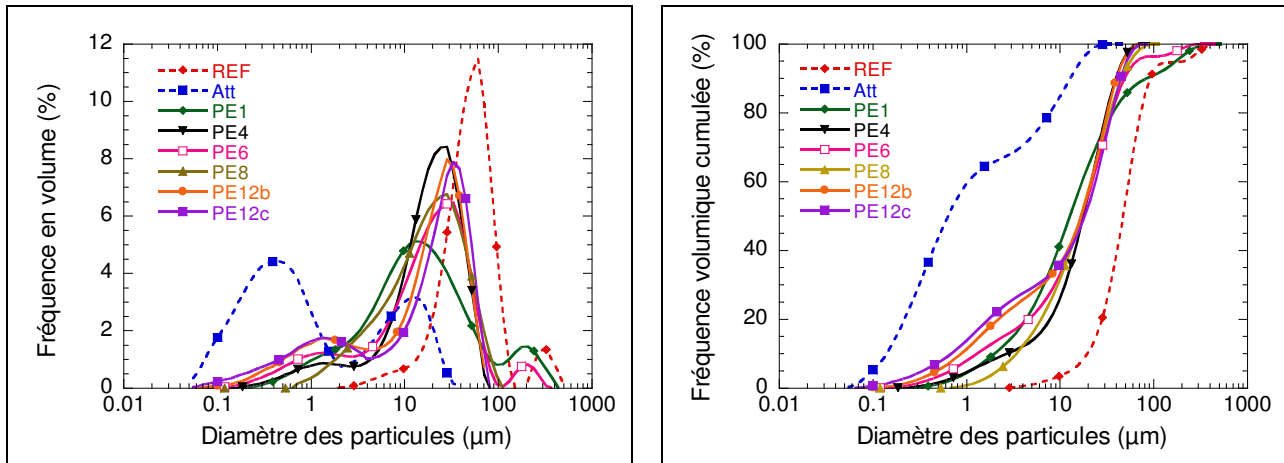 12
10
8
6
4
2
0
Fréquence en volume (%)
REF
Att
PE1
PE4
PE6
PE8
PE12b
PE12c
0.01 0.1 1 10 100 1000
Diamètre des particules (µm)
100
80
60
40
20
0
Fréquence volumique cumulée (%)
REF
Att
PE1
PE4
PE6
PE8
PE12b
PE12c
0.01 0.1 1 10 100 1000
Diamètre des particules (µm)